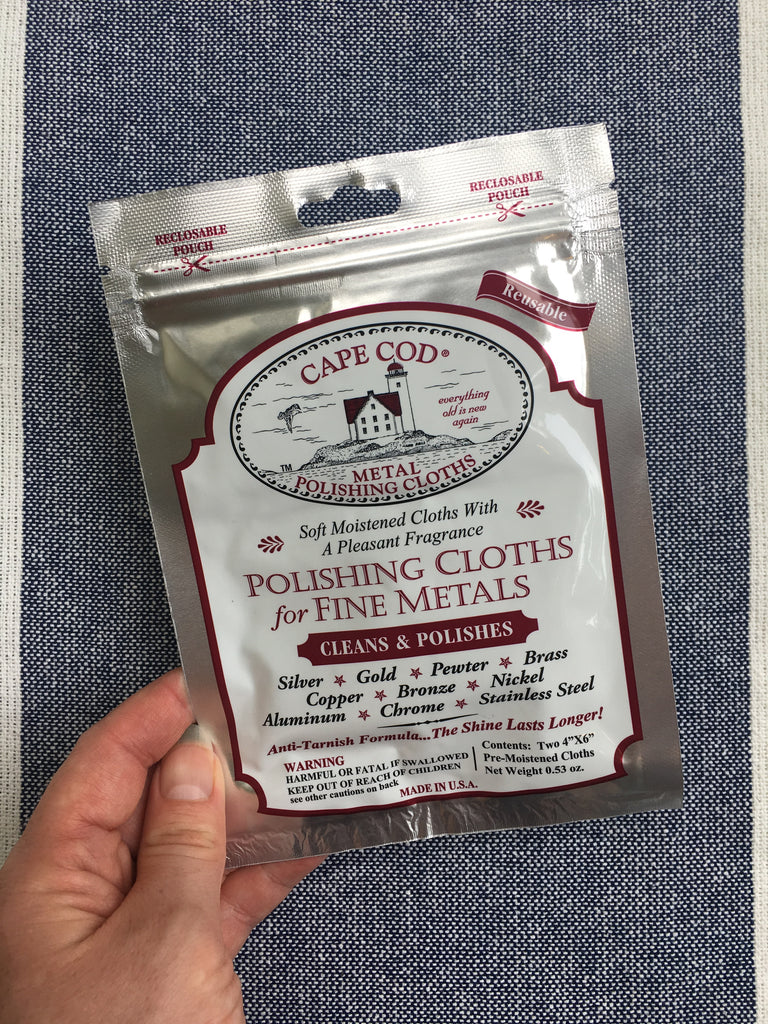 RECLOSABLE
POUCH
RECLOSABLE
POUCH
Reusable
CAPE COD®
everything
old is new
again
TM
METAL
POLISHING CLOTHS
Soft Moistened Cloths With
A Pleasant Fragrance
POLISHING CLOTHS
for FINE METALS
CLEANS & POLISHES
Silver ★ Gold ★ Pewter ★ Brass
Copper ★ Bronze ★ Nickel
Aluminum ★ Chrome ★ Stainless Steel
Anti-Tarnish Formula...The Shine Lasts Longer!
WARNING
HARMFUL OR FATAL IF SWALLOWED
KEEP OUT OF REACH OF CHILDREN
see other cautions on back
Contents: Two 4"X6"
Pre-Moistened Cloths
Net Weight 0.53 oz.
MADE IN U.S.A.